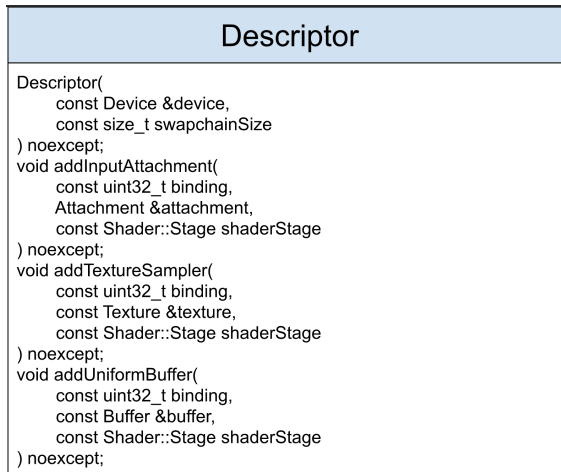 Descriptor
Descriptor(
const Device &device,
const size_t swapchainSize
) noexcept;
void addInputAttachment(
const uint32_t binding,
Attachment &attachment,
const Shader::Stage shaderStage
) noexcept;
void addTextureSampler(
const uint32_t binding,
const Texture &texture,
const Shader::Stage shaderStage
) noexcept;
void addUniformBuffer(
const uint32_t binding,
const Buffer &buffer,
const Shader::Stage shaderStage
) noexcept;